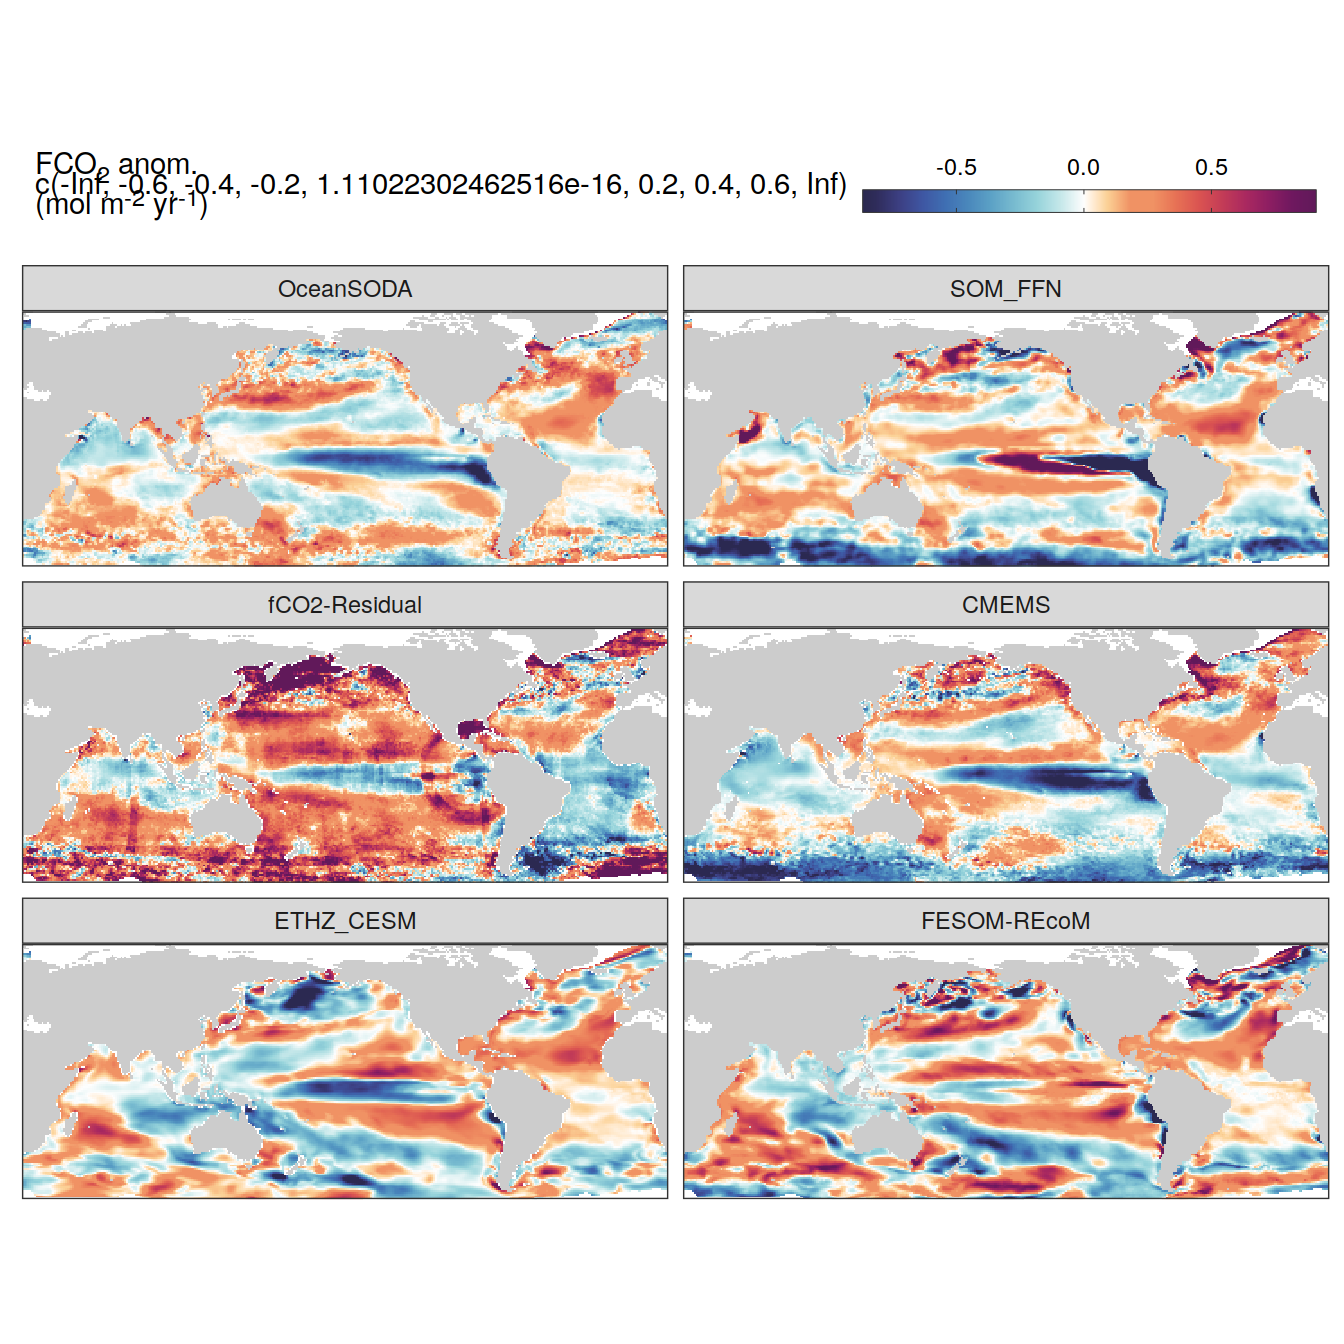 FCO₂ anom.
c(-Inf, -0.6, -0.4, -0.2, 1.11022302462516e-16, 0.2, 0.4, 0.6, Inf)
(mol m⁻² yr⁻¹)
-0.5 0.0 0.5
OceanSODA
SOM_FFN
fCO2-Residual
CMEMS
ETHZ_CESM
FESOM-REcoM